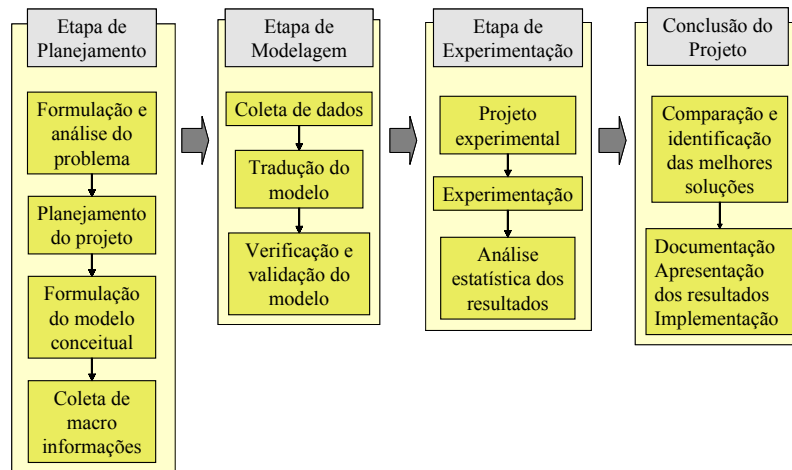 Etapa de
Planejamento
Formulação e
análise do
problema
Planejamento
do projeto
Formulação
do modelo
conceitual
Coleta de
macro
informações
Etapa de
Modelagem
Coleta de dados
Tradução do
modelo
Verificação e
validação do
modelo
Etapa de
Experimentação
Projeto
experimental
Experimentação
Análise
estatística dos
resultados
Conclusão do
Projeto
Comparação e
identificação
das melhores
soluções
Documentação
Apresentação
dos resultados
Implementação